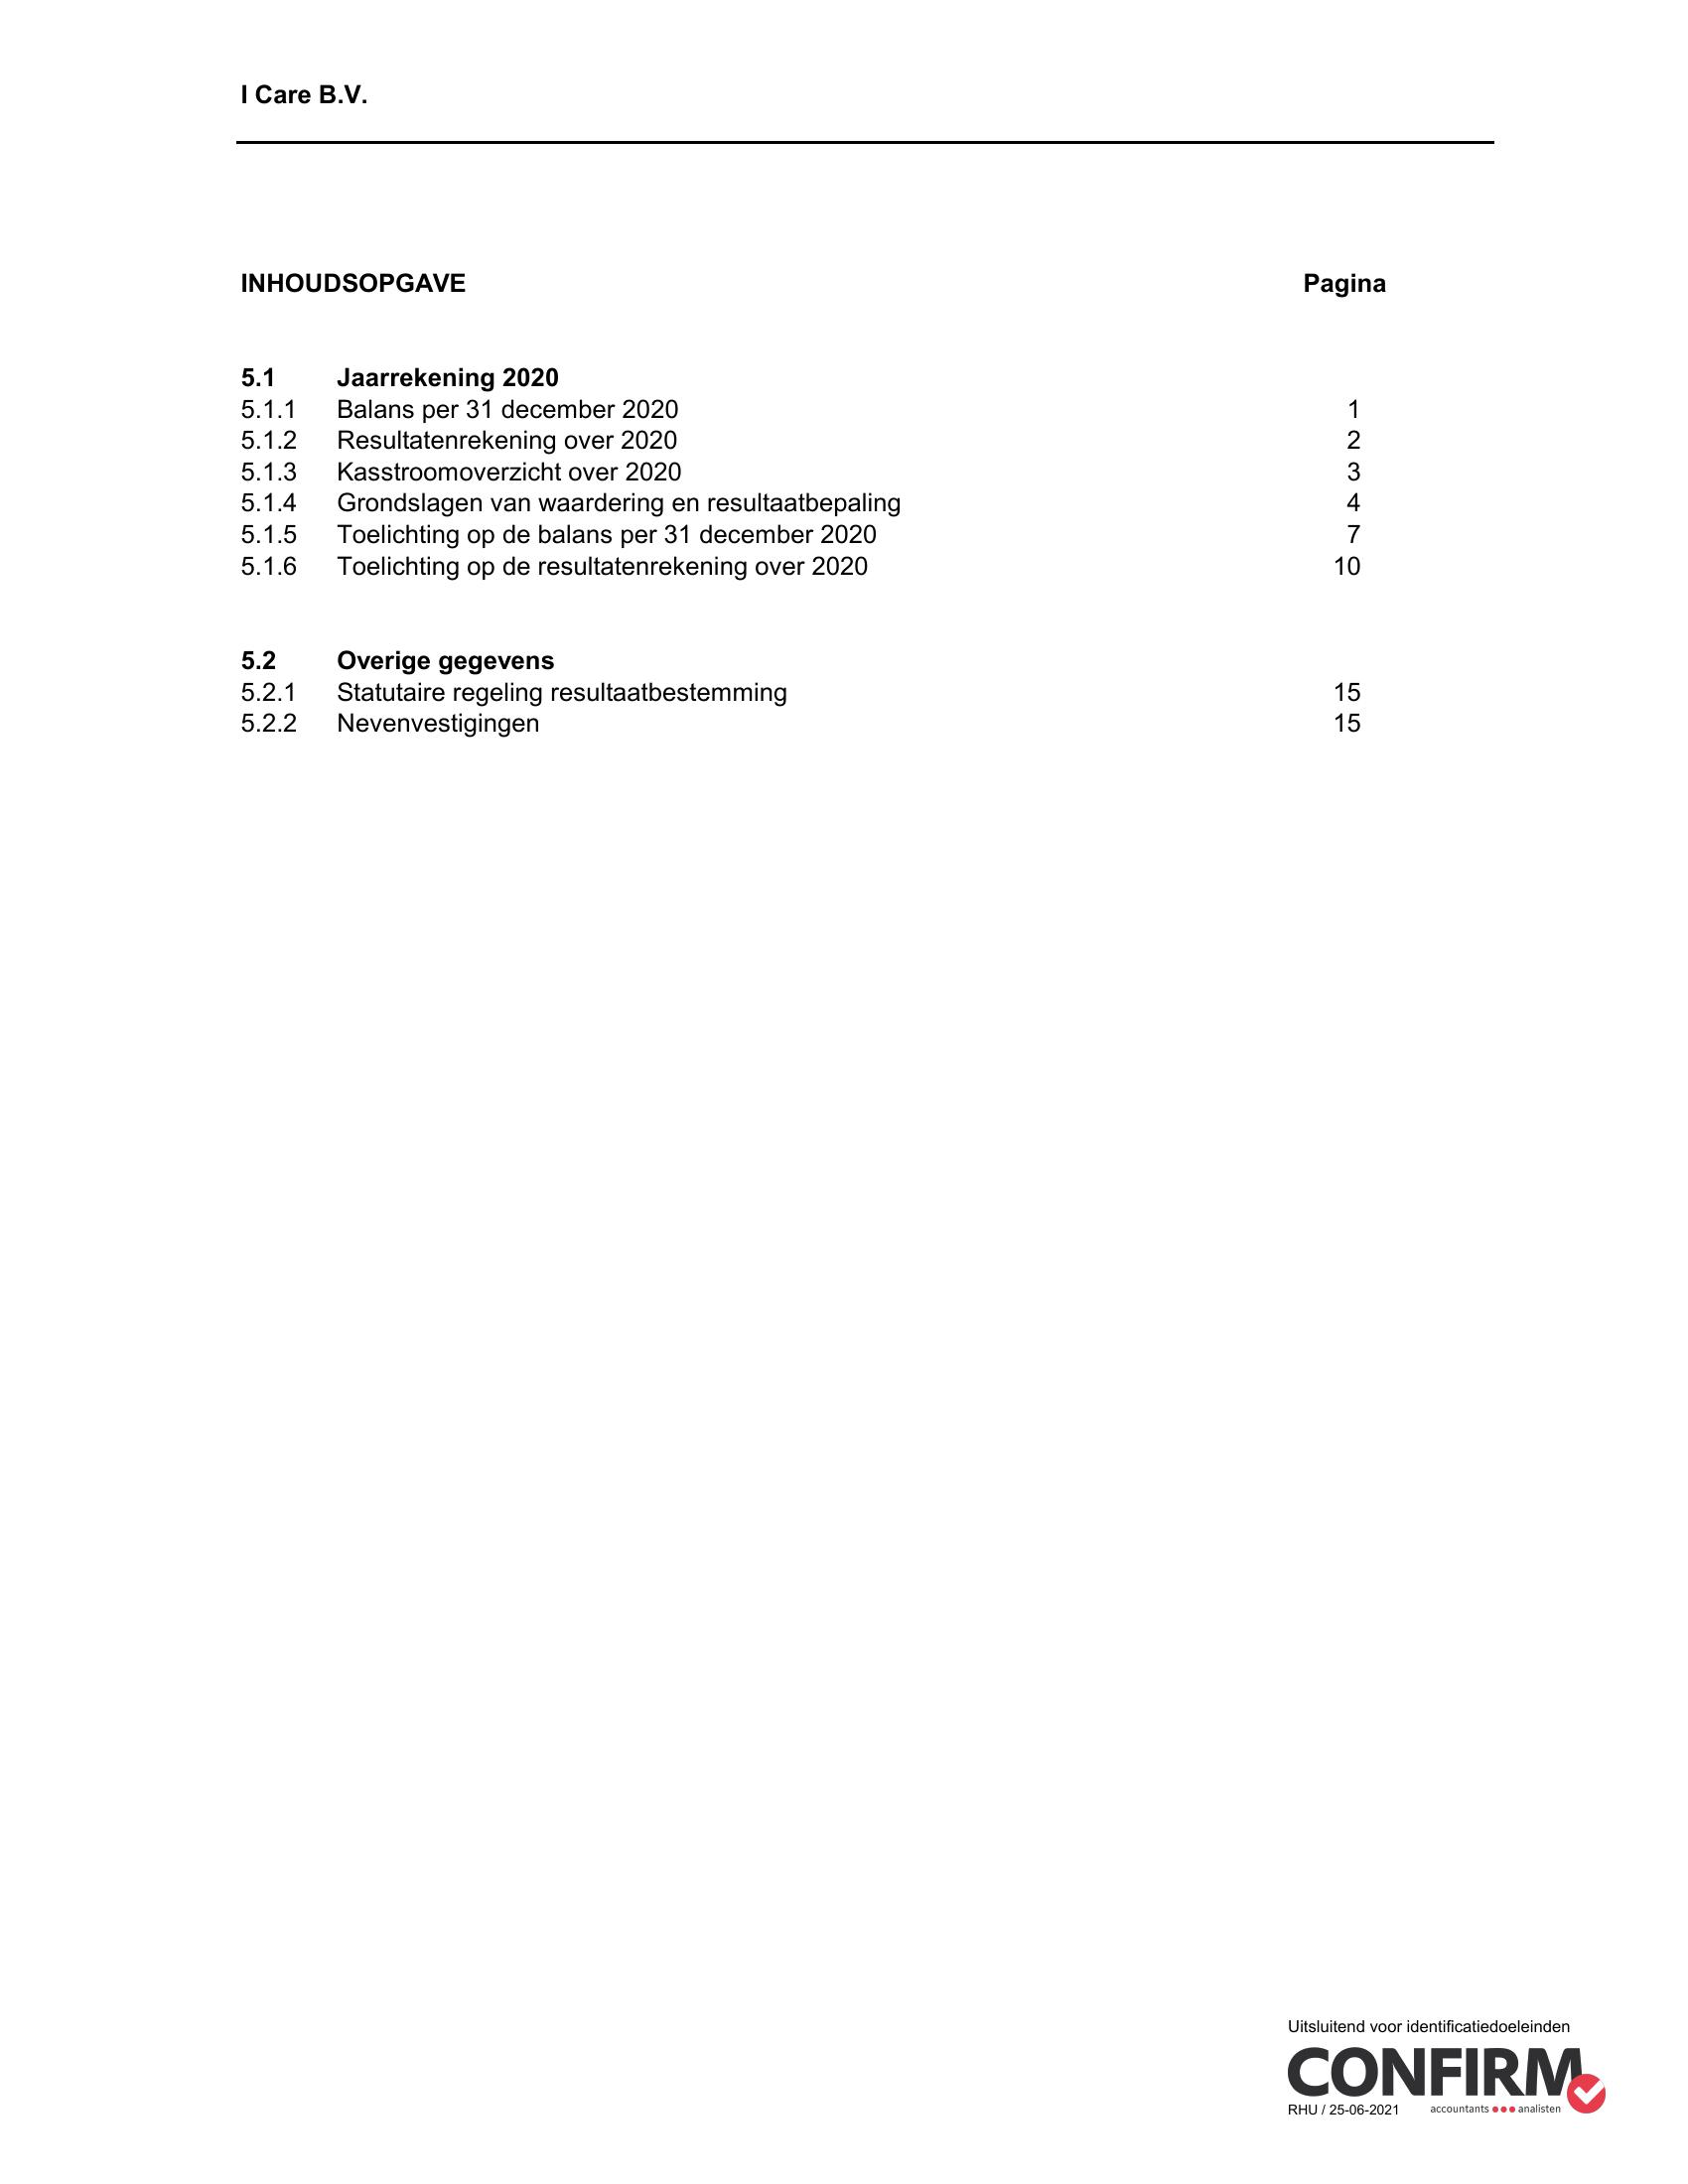 I Care B.V.
INHOUDSOPGAVE Pagina
5.1 Jaarrekening 2020
5.1.1 Balans per 31 december 2020 1
5.1.2 Resultatenrekening over 2020 2
5.1.3 Kasstroomoverzicht over 2020 3
5.1.4 Grondslagen van waardering en resultaatbepaling 4
5.1.5 Toelichting op de balans per 31 december 2020 7
5.1.6 Toelichting op de resultatenrekening over 2020 10
5.2 Overige gegevens
5.2.1 Statutaire regeling resultaatbestemming 15
5.2.2 Nevenvestigingen 15
Uitsluitend voor identificatiedoeleinden
CONFIRM
RHU / 25-06-2021 accountants ●●● analisten